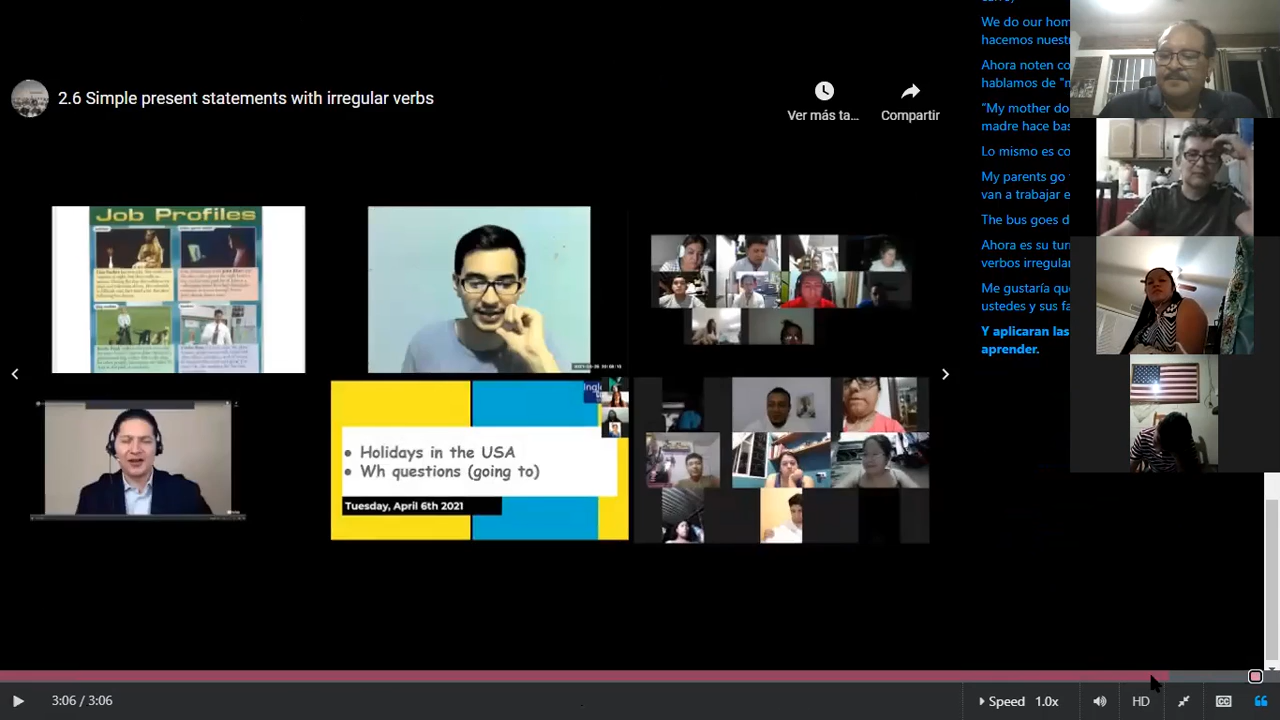 2.6 Simple present statements with irregular verbs
Ver más ta...
Compartir
Job Profiles
• Holidays in the USA
• Wh questions (going to)
Tuesday, April 6th 2021
We do our hom
hacemos nuest
Ahora noten co
hablamos de "m
"My mother do
madre hace bas
Lo mismo es co
My parents go
van a trabajar e
The bus goes d
Ahora es su tur
verbos irregular
Me gustaría que
ustedes y sus fa
Y aplicaran las
aprender.
3:06 / 3:06
Speed 1.0x
HD
CC